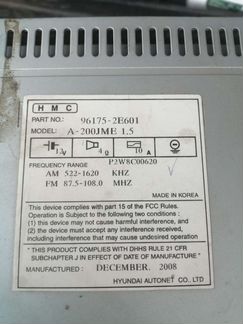 HMC
PART NO.: 96175-2E601
MODEL: A-200JME 1.5
12V 4Ω 10A
P2W8C00620
FREQUENCY RANGE
AM 522-1620 KHZ
FM 87.5-108.0 MHZ
MADE IN KOREA
This device complies with part 15 of the FCC Rules.
Operation is Subject to the following conditions:
(1) this device may not cause harmful interference, and
(2) the device must accept any interference received,
including interference that may cause undesired operation
" THIS PRODUCT COMPLIES WITH DHHS RULE 21 CFR
SUBCHAPTER J IN EFFECT DATE OF MANUFACTURE "
MANUFACTURED : DECEMBER. 2008
HYUNDAI AUTONET CO., LTD